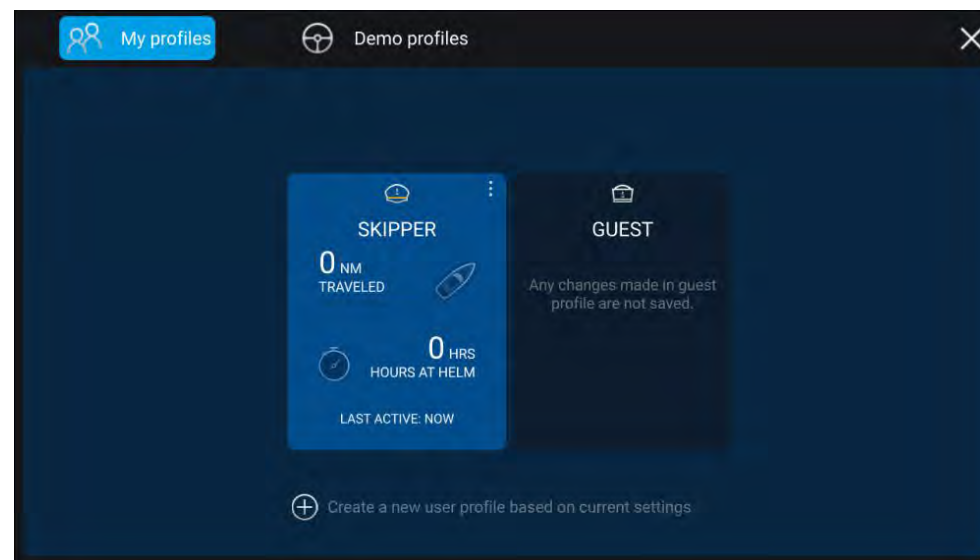 My profiles
Demo profiles
SKIPPER
0 NM
TRAVELED
0 HRS
HOURS AT HELM
LAST ACTIVE: NOW
GUEST
Any changes made in guest
profile are not saved.
Create a new user profile based on current settings